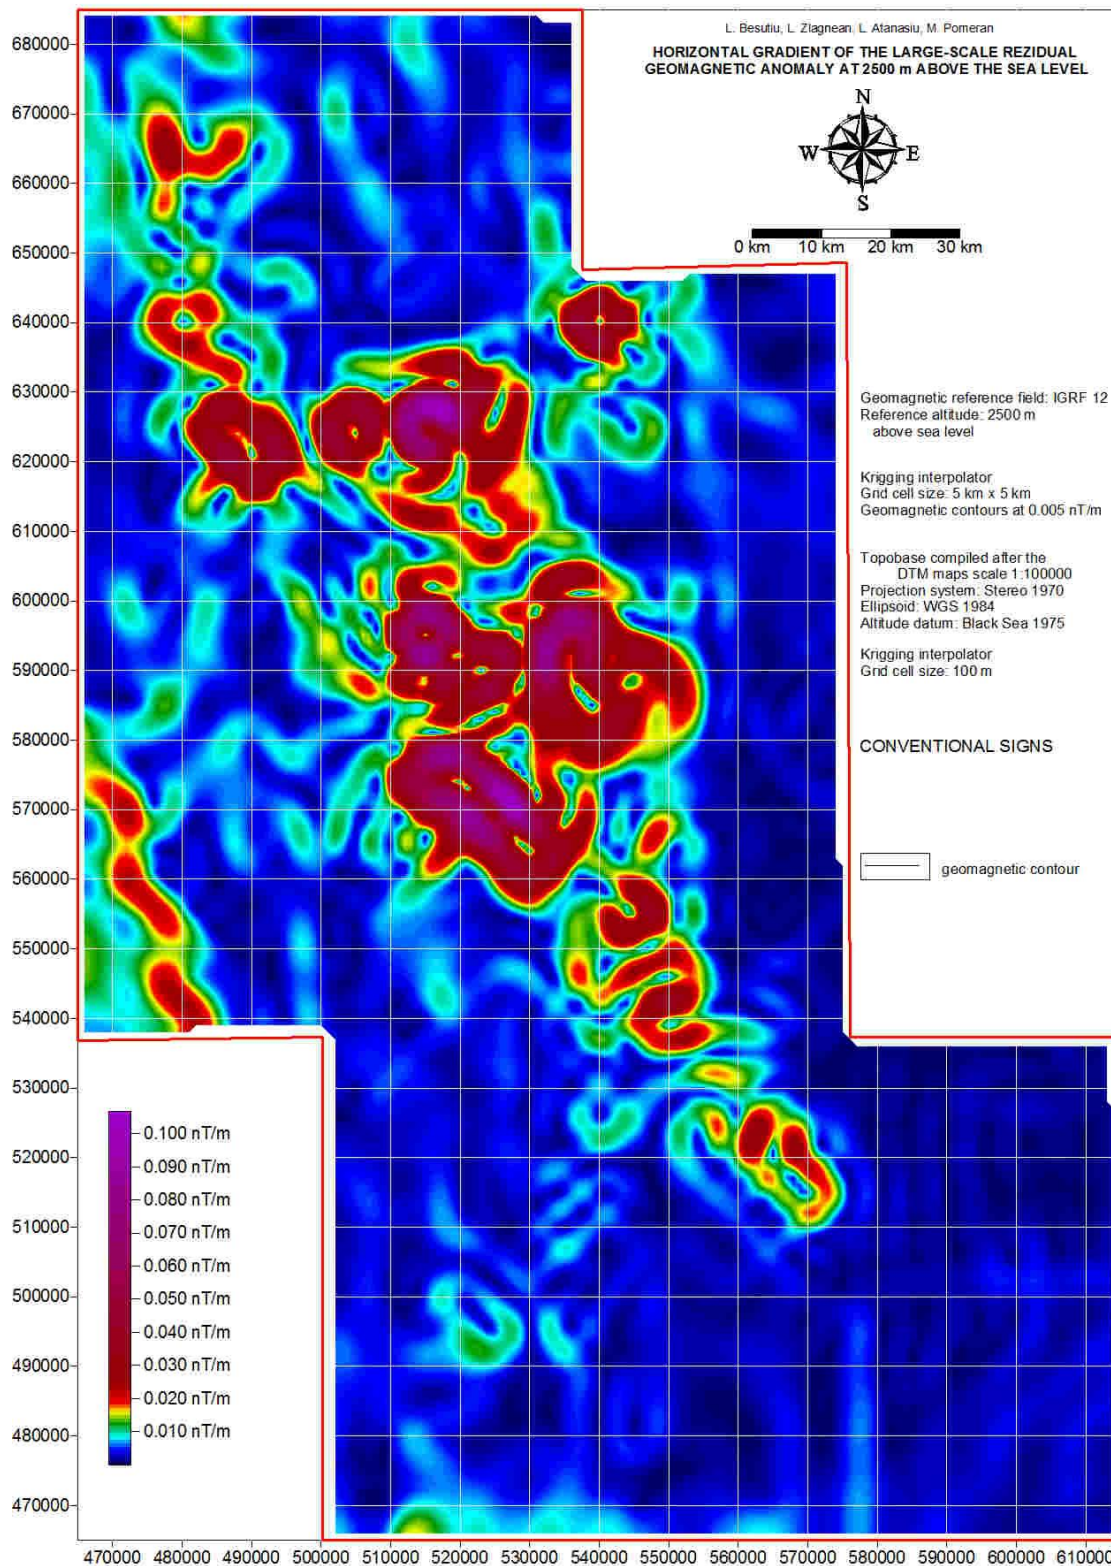 L. Besutiu, L. Zlagnean, L. Atanasiu, M. Pomeran
HORIZONTAL GRADIENT OF THE LARGE-SCALE REZIDUAL
GEOMAGNETIC ANOMALY AT 2500 m ABOVE THE SEA LEVEL
N
W
E
S
0 km
10 km
20 km
30 km
Geomagnetic reference field: IGRF 12
Reference altitude: 2500 m
above sea level
Krigging interpolator
Grid cell size: 5 km x 5 km
Geomagnetic contours at 0.005 nT/m
Topobase compiled after the
DTM maps scale 1:100000
Projection system: Stereo 1970
Ellipsoid: WGS 1984
Altitude datum: Black Sea 1975
Krigging interpolator
Grid cell size: 100 m
CONVENTIONAL SIGNS
geomagnetic contour
680000
670000
660000
650000
640000
630000
620000
610000
600000
590000
580000
570000
560000
550000
540000
530000
520000
510000
500000
490000
480000
470000
0.100 nT/m
0.090 nT/m
0.080 nT/m
0.070 nT/m
0.060 nT/m
0.050 nT/m
0.040 nT/m
0.030 nT/m
0.020 nT/m
0.010 nT/m
470000 480000 490000 500000 510000 520000 530000 540000 550000 560000 570000 580000 590000 600000